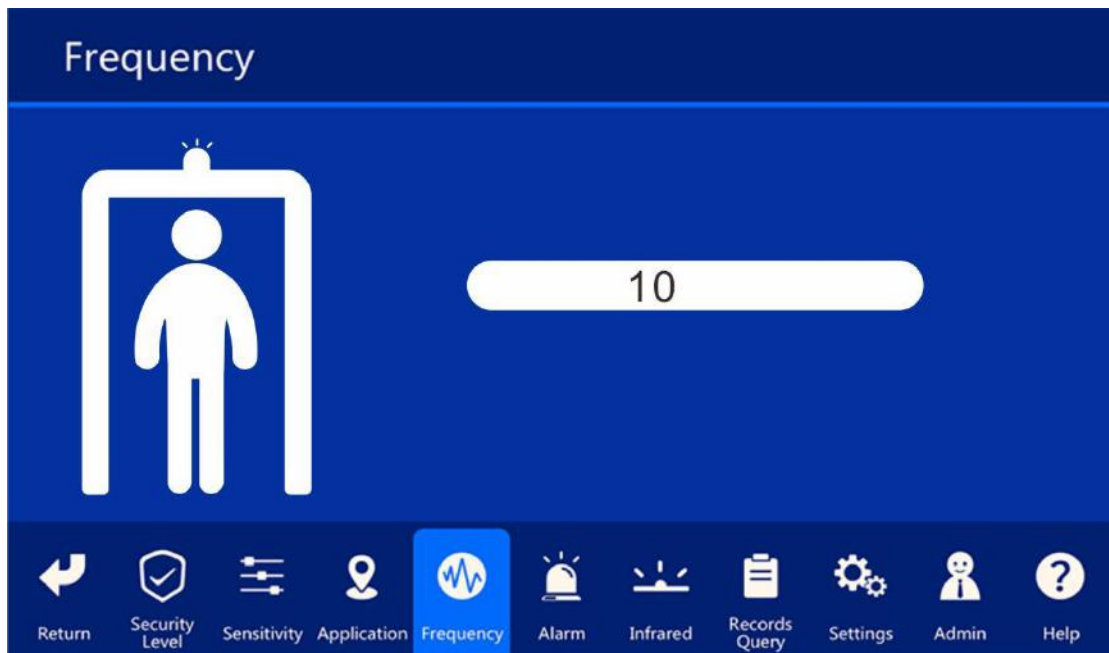 Frequency
10
Return
Security
Level
Sensitivity
Application
Frequency
Alarm
Infrared
Records
Query
Settings
Admin
?
Help